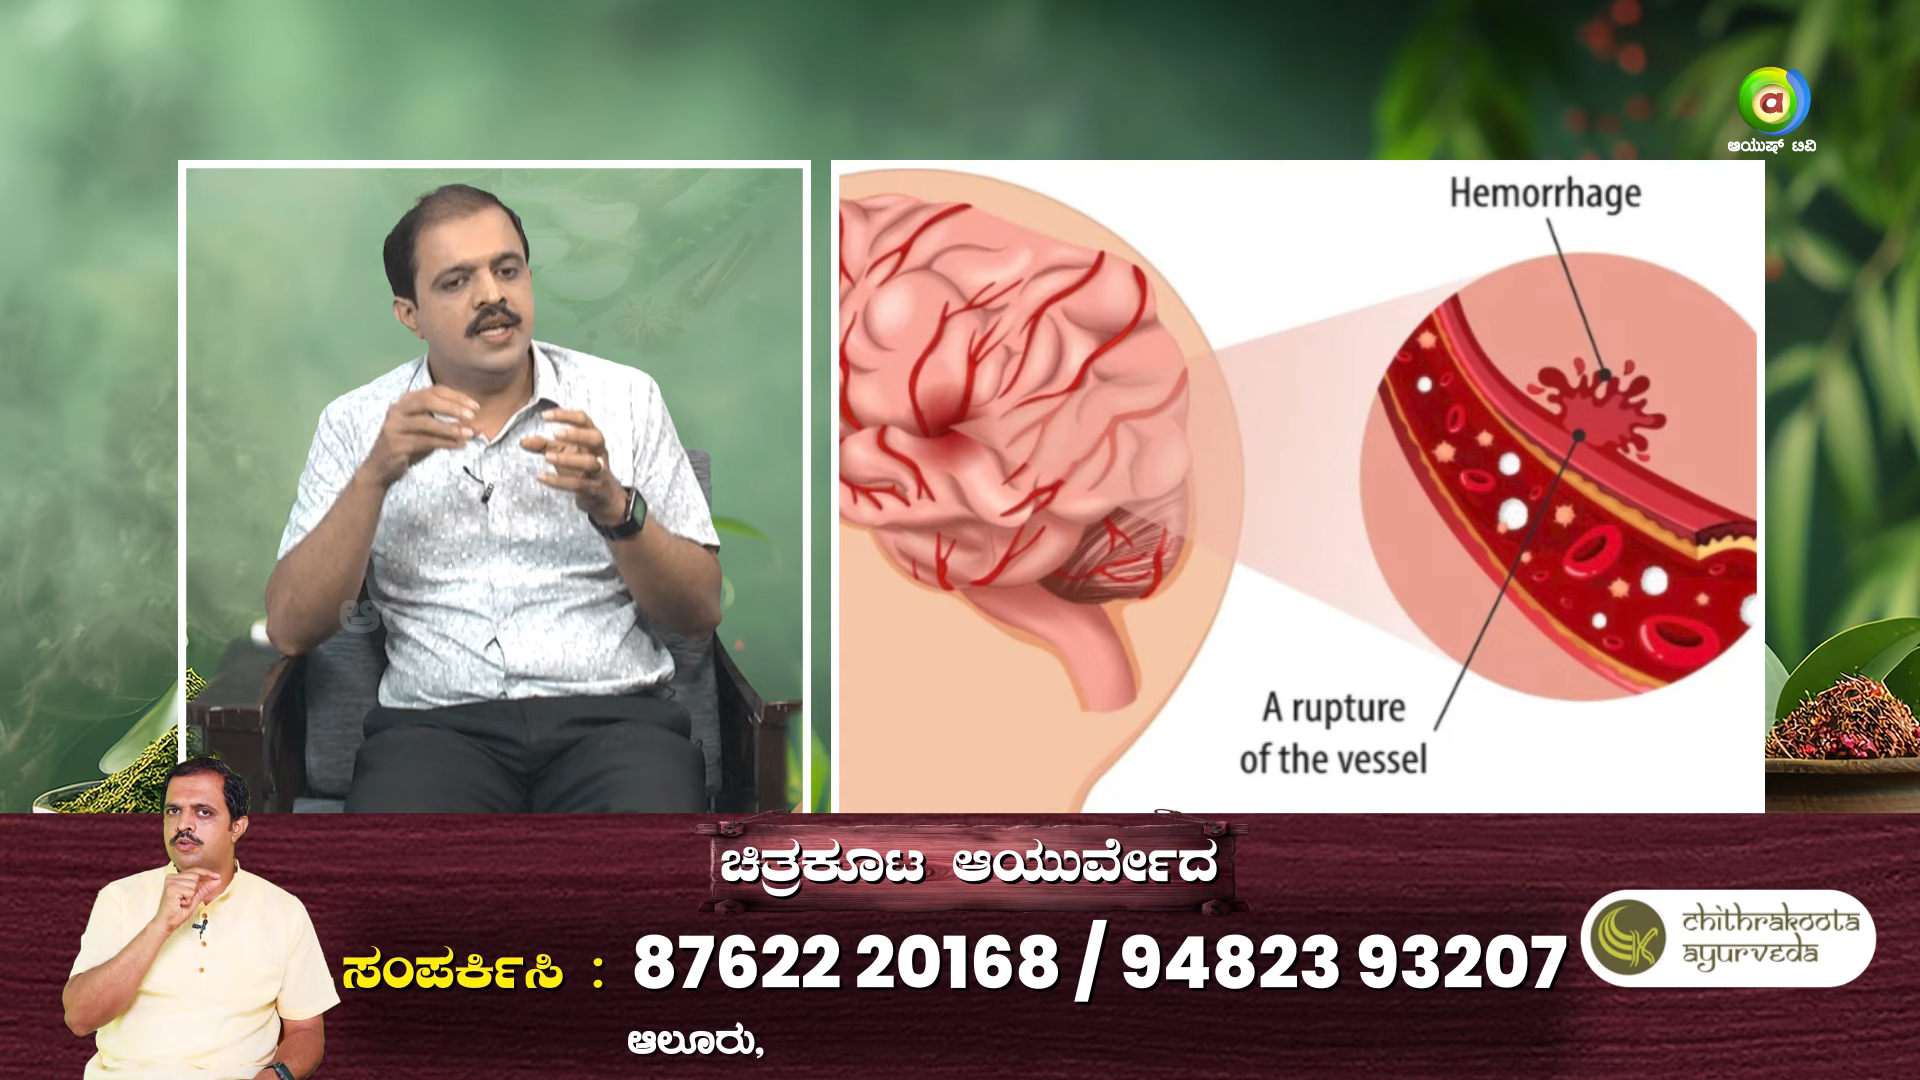 a
ಆಯುಷ್ ಟಿವಿ
Hemorrhage
A rupture
of the vessel
ಚಿತ್ರಕೂಟ ಆಯುರ್ವೇದ
ಸಂಪರ್ಕಿಸಿ : 87622 20168 / 94823 93207
chithrakoota
ayurveda
ಆಲೂರು,